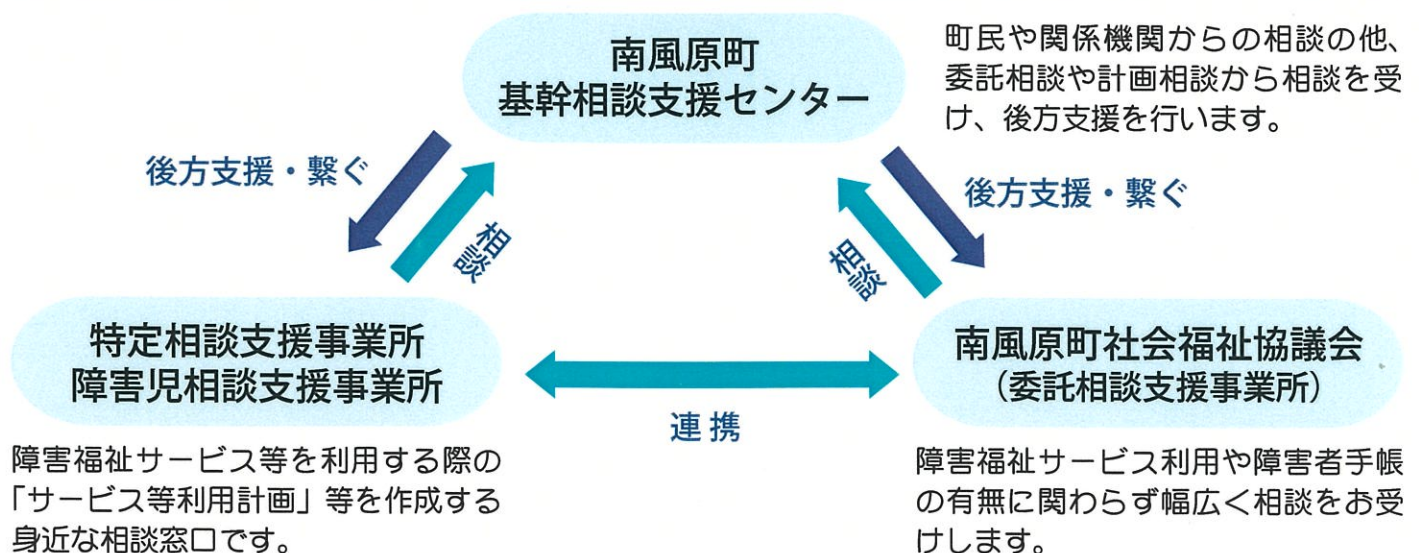 南風原町
基幹相談支援センター
町民や関係機関からの相談の他、
委託相談や計画相談から相談を受
け、後方支援を行います。
後方支援・繋ぐ
相談
相談
後方支援・繋ぐ
特定相談支援事業所
障害児相談支援事業所
連携
南風原町社会福祉協議会
（委託相談支援事業所）
障害福祉サービス等を利用する際の
「サービス等利用計画」等を作成する
身近な相談窓口です。
障害福祉サービス利用や障害者手帳
の有無に関わらず幅広く相談をお受
けします。